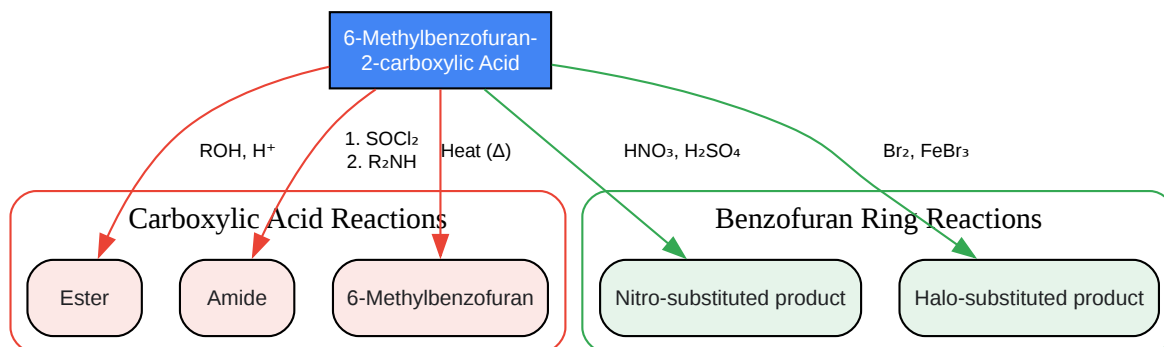 6-Methylbenzofuran-
2-carboxylic Acid
ROH, H⁺
1. SOCl₂
2. R₂NH
Heat (Δ)
HNO₃, H₂SO₄
Br₂, FeBr₃
Carboxylic Acid Reactions
Benzofuran Ring Reactions
Ester
Amide
6-Methylbenzofuran
Nitro-substituted product
Halo-substituted product